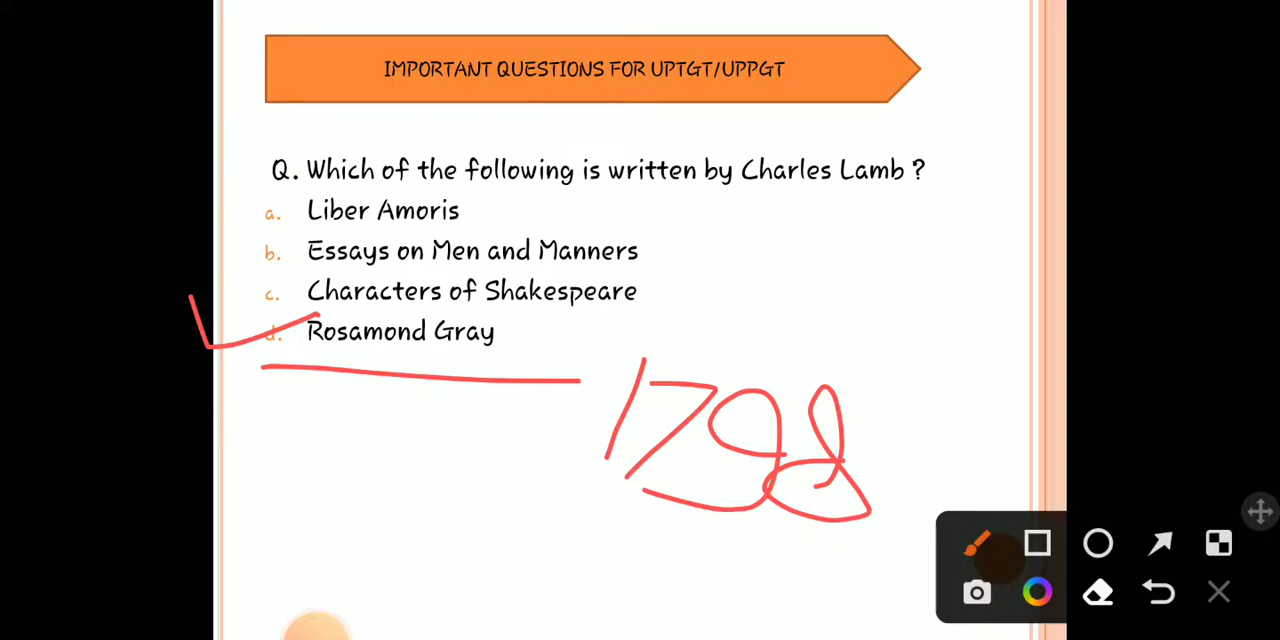 IMPORTANT QUESTIONS FOR UPTGT/UPPGT
Q. Which of the following is written by Charles Lamb ?
a. Liber Amoris
b. Essays on Men and Manners
c. Characters of Shakespeare
d. Rosamond Gray
1798